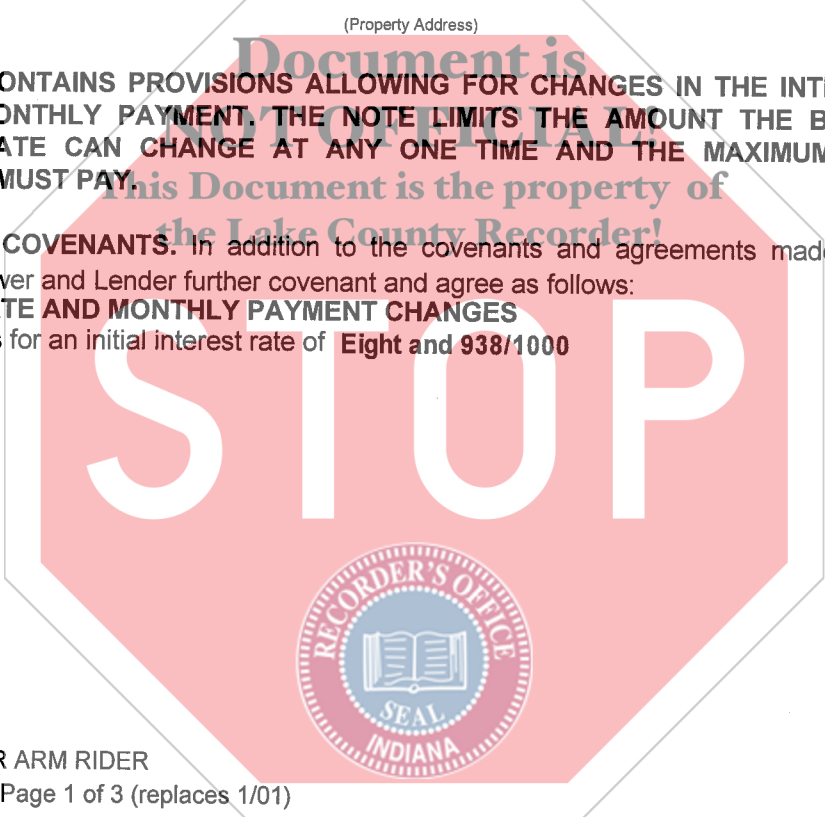 (Property Address)
Document is
ONTAINS PROVISIONS ALLOWING FOR CHANGES IN THE INT
ONTHLY PAYMENT. THE NOTE LIMITS THE AMOUNT THE B
NOT OFFICIAL!
ATE CAN CHANGE AT ANY ONE TIME AND THE MAXIMUM
MUST PAY.
This Document is the property of
the Lake County Recorder!
COVENANTS. In addition to the covenants and agreements mad
wer and Lender further covenant and agree as follows:
TE AND MONTHLY PAYMENT CHANGES
s for an initial interest rate of Eight and 938/1000
STOP
RECORDER'S OFFICE
SEAL
INDIANA
R ARM RIDER
Page 1 of 3 (replaces 1/01)